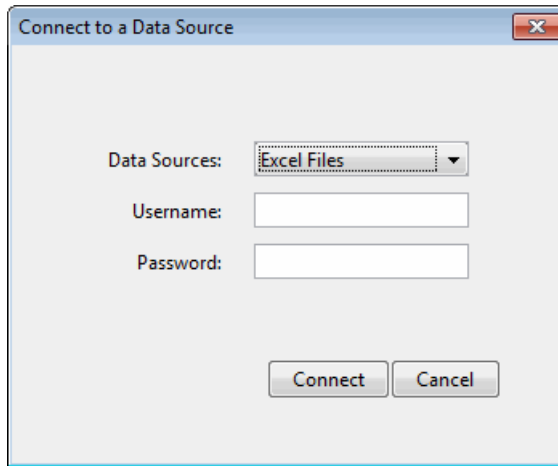 Connect to a Data Source
Data Sources: Excel Files
Username:
Password:
Connect Cancel